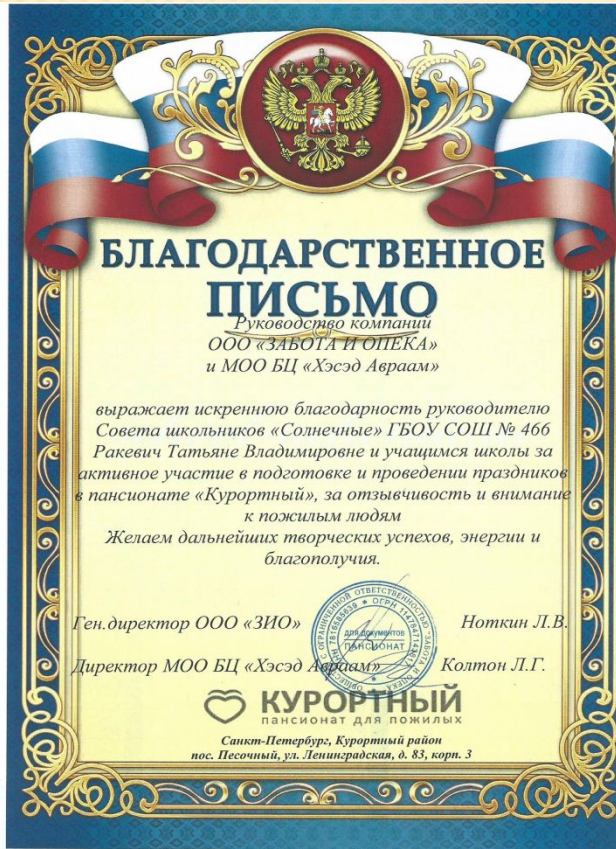 БЛАГОДАРСТВЕННОЕ
ПИСЬМО
Руководство компаний
ООО «ЗАБОТА И ОПЕКА»
и МОО БЦ «Хэсэд Авраам»
выражает искреннюю благодарность руководителю
Совета школьников «Солнечные» ГБОУ СОШ № 466
Ракевич Татьяне Владимировне и учащимся школы за
активное участие в подготовке и проведении праздников
в пансионате «Курортный», за отзывчивость и внимание
к пожилым людям
Желаем дальнейших творческих успехов, энергии и
благополучия.
Ген.директор ООО «ЗИО» Ноткин Л.В.
ДЛЯ ДОКУМЕНТОВ
ПАНСИОНАТ
Директор МОО БЦ «Хэсэд Авраам» Колтон Л.Г.
КУРОРТНЫЙ
пансионат для пожилых
Санкт-Петербург, Курортный район
пос. Песочный, ул. Ленинградская, д. 83, корп. 3